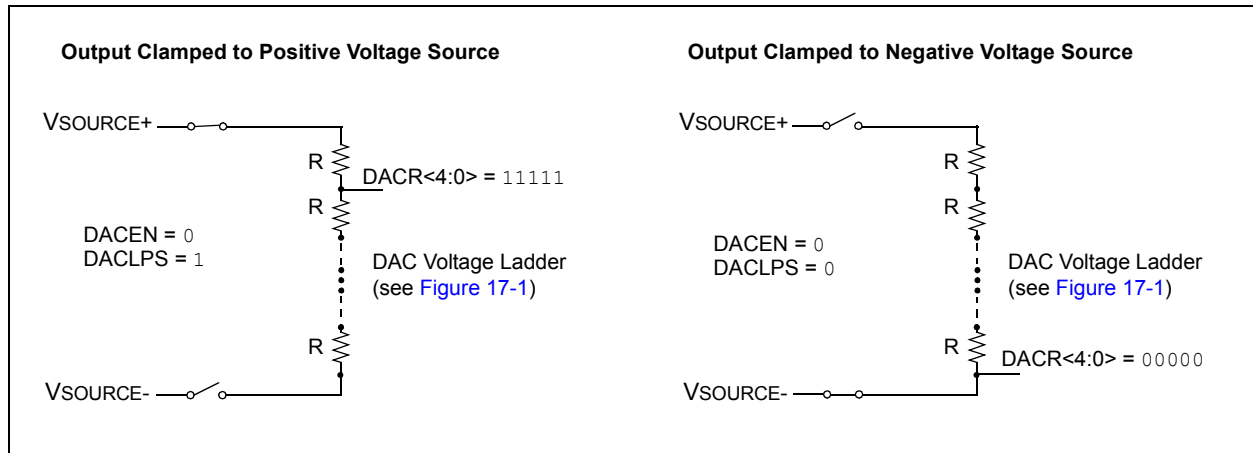 Output Clamped to Positive Voltage Source
VSOURCE+
R
DACR<4:0> = 11111
R
DACEN = 0
DACLPS = 1
DAC Voltage Ladder
(see Figure 17-1)
R
VSOURCE-
Output Clamped to Negative Voltage Source
VSOURCE+
R
R
DACEN = 0
DACLPS = 0
DAC Voltage Ladder
(see Figure 17-1)
R
DACR<4:0> = 00000
VSOURCE-